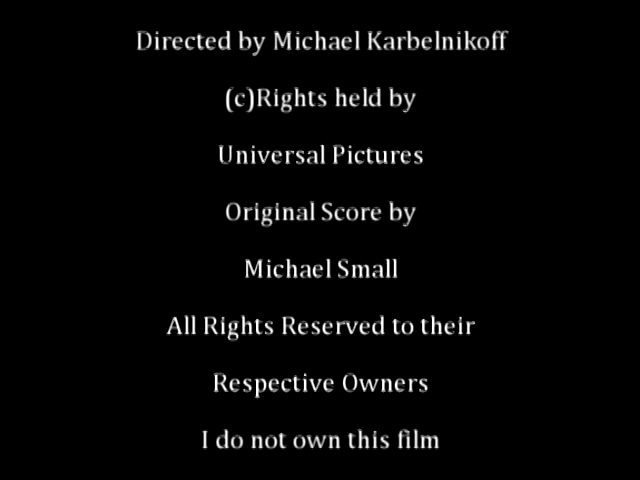 Directed by Michael Karbelnikoff
(c)Rights held by
Universal Pictures
Original Score by
Michael Small
All Rights Reserved to their
Respective Owners
I do not own this film